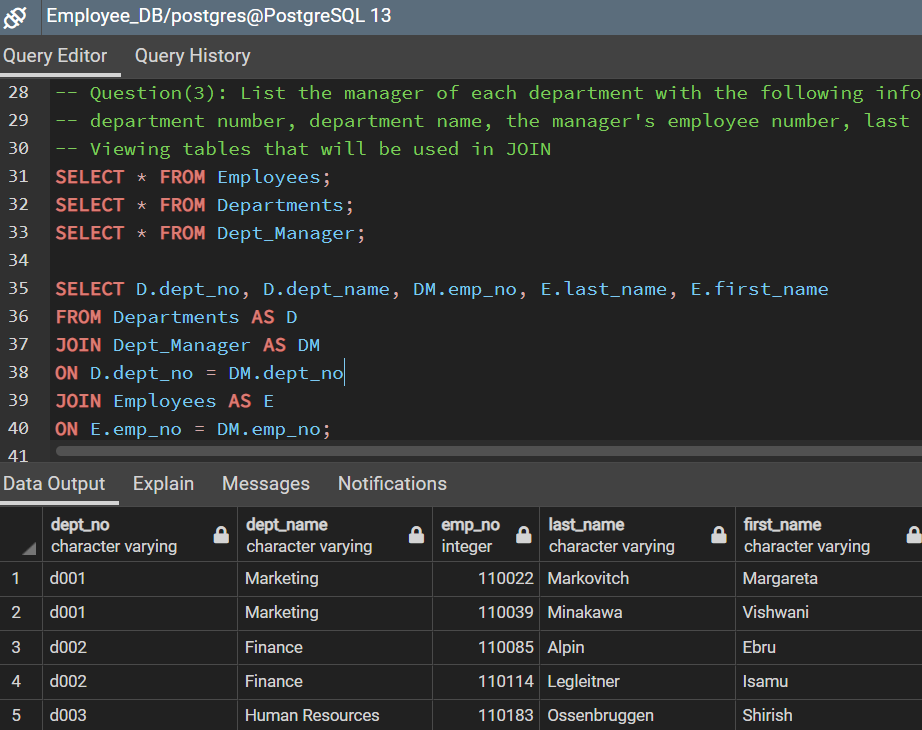 Employee_DB/postgres@PostgreSQL 13
Query Editor Query History
28 -- Question(3): List the manager of each department with the following info
29 -- department number, department name, the manager's employee number, last
30 -- Viewing tables that will be used in JOIN
31 SELECT * FROM Employees;
32 SELECT * FROM Departments;
33 SELECT * FROM Dept_Manager;
34
35 SELECT D.dept_no, D.dept_name, DM.emp_no, E.last_name, E.first_name
36 FROM Departments AS D
37 JOIN Dept_Manager AS DM
38 ON D.dept_no = DM.dept_no
39 JOIN Employees AS E
40 ON E.emp_no = DM.emp_no;
41
Data Output Explain Messages Notifications
dept_no dept_name emp_no last_name first_name
character varying character varying integer character varying character varying
1 d001 Marketing 110022 Markovitch Margareta
2 d001 Marketing 110039 Minakawa Vishwani
3 d002 Finance 110085 Alpin Ebru
4 d002 Finance 110114 Legleitner Isamu
5 d003 Human Resources 110183 Ossenbruggen Shirish